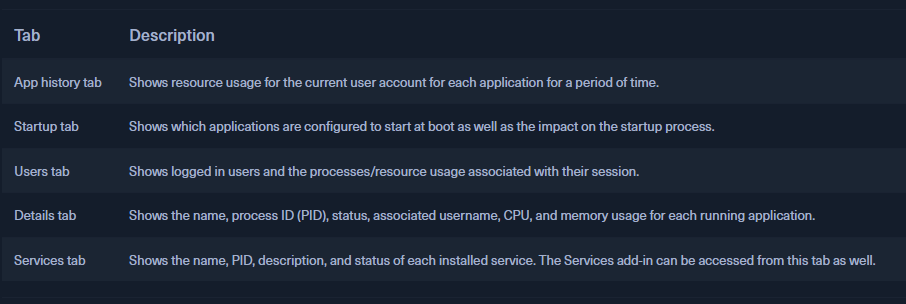 Tab Description
App history tab Shows resource usage for the current user account for each application for a period of time.
Startup tab Shows which applications are configured to start at boot as well as the impact on the startup process.
Users tab Shows logged in users and the processes/resource usage associated with their session.
Details tab Shows the name, process ID (PID), status, associated username, CPU, and memory usage for each running application.
Services tab Shows the name, PID, description, and status of each installed service. The Services add-in can be accessed from this tab as well.